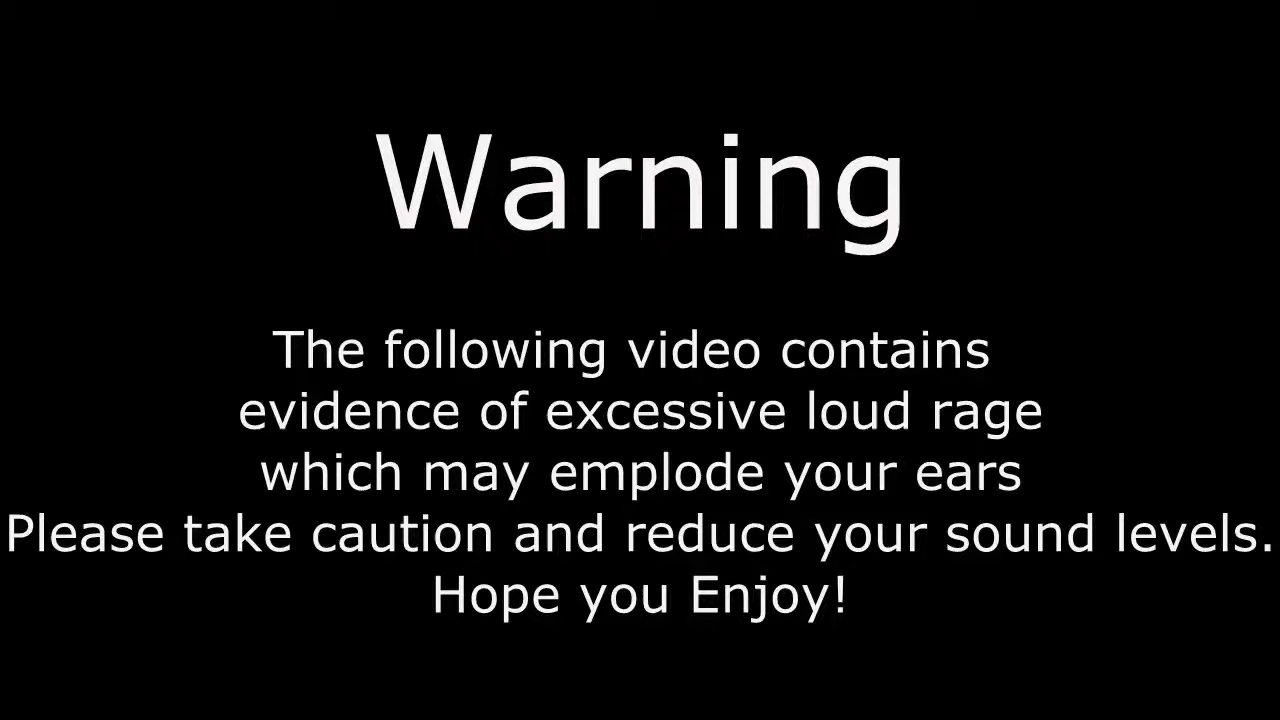 Warning
The following video contains
evidence of excessive loud rage
which may emplode your ears
Please take caution and reduce your sound levels.
Hope you Enjoy!